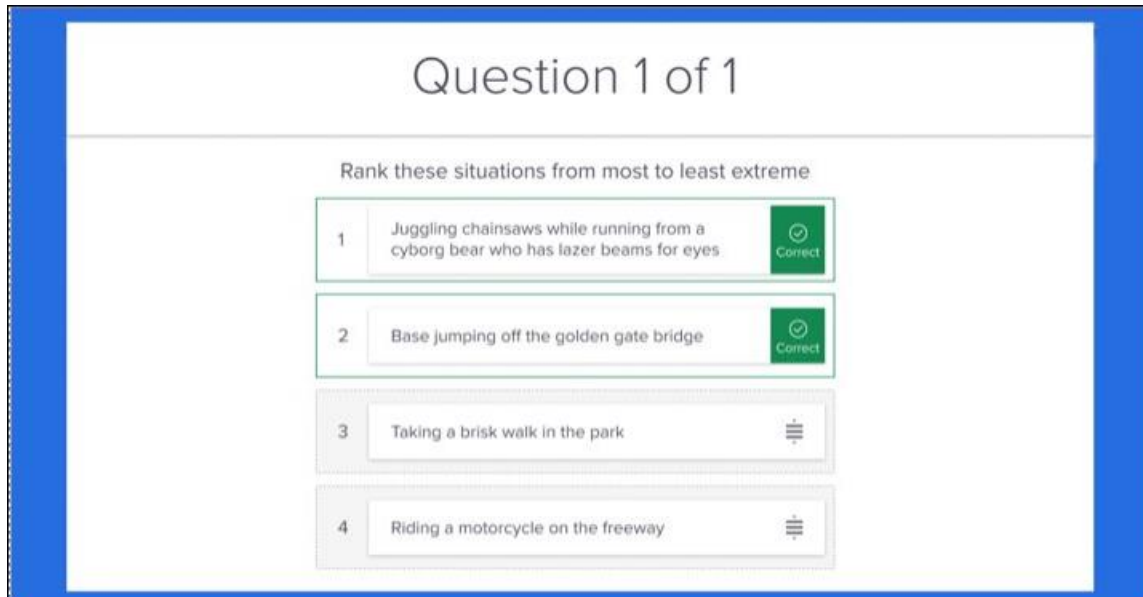 Question 1 of 1
Rank these situations from most to least extreme
1
Juggling chainsaws while running from a
cyborg bear who has lazer beams for eyes
Correct
2
Base jumping off the golden gate bridge
Correct
3
Taking a brisk walk in the park
4
Riding a motorcycle on the freeway